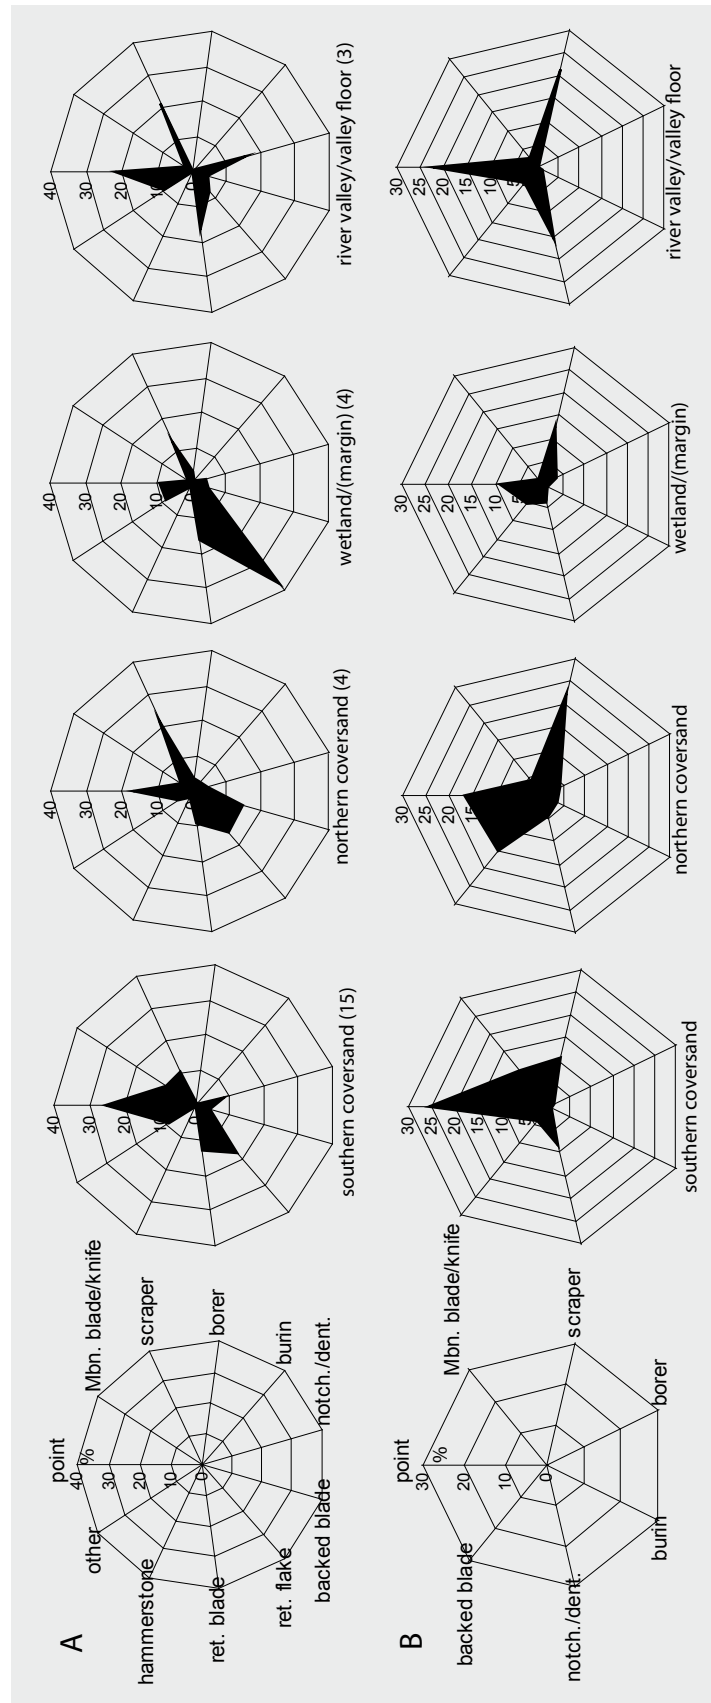 A
point
%
40
30
20
10
0
Mbn. blade/knife
scraper
borer
burin
notch./dent.
backed blade
ret. flake
ret. blade
hammerstone
other
40
30
20
10
0
southern coversand (15)
40
30
20
10
0
northern coversand (4)
40
30
20
10
0
wetland/(margin) (4)
40
30
20
10
0
river valley/valley floor (3)
B
point
%
30
20
10
0
Mbn. blade/knife
scraper
borer
burin
notch./dent.
backed blade
30
25
20
15
10
5
southern coversand
30
25
20
15
northern coversand
30
25
20
15
10
5
wetland/(margin)
30
25
20
15
10
5
river valley/valley floor